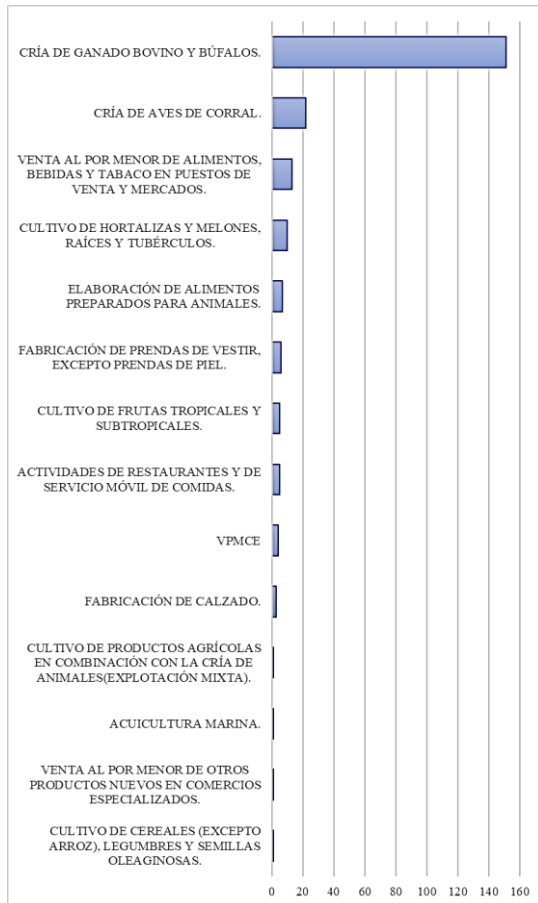 CRÍA DE GANADO BOVINO Y BÚFALOS.
CRÍA DE AVES DE CORRAL.
VENTA AL POR MENOR DE ALIMENTOS,
BEBIDAS Y TABACO EN PUESTOS DE
VENTA Y MERCADOS.
CULTIVO DE HORTALIZAS Y MELONES,
RAÍCES Y TUBÉRCULOS.
ELABORACIÓN DE ALIMENTOS
PREPARADOS PARA ANIMALES.
FABRICACIÓN DE PRENDAS DE VESTIR,
EXCEPTO PRENDAS DE PIEL.
CULTIVO DE FRUTAS TROPICALES Y
SUBTROPICALES.
ACTIVIDADES DE RESTAURANTES Y DE
SERVICIO MÓVIL DE COMIDAS.
VPMCE
FABRICACIÓN DE CALZADO.
CULTIVO DE PRODUCTOS AGRÍCOLAS
EN COMBINACIÓN CON LA CRÍA DE
ANIMALES(EXPLOTACIÓN MIXTA).
ACUICULTURA MARINA.
VENTA AL POR MENOR DE OTROS
PRODUCTOS NUEVOS EN COMERCIOS
ESPECIALIZADOS.
CULTIVO DE CEREALES (EXCEPTO
ARROZ), LEGUMBRES Y SEMILLAS
OLEAGINOSAS.
0 20 40 60 80 100 120 140 160